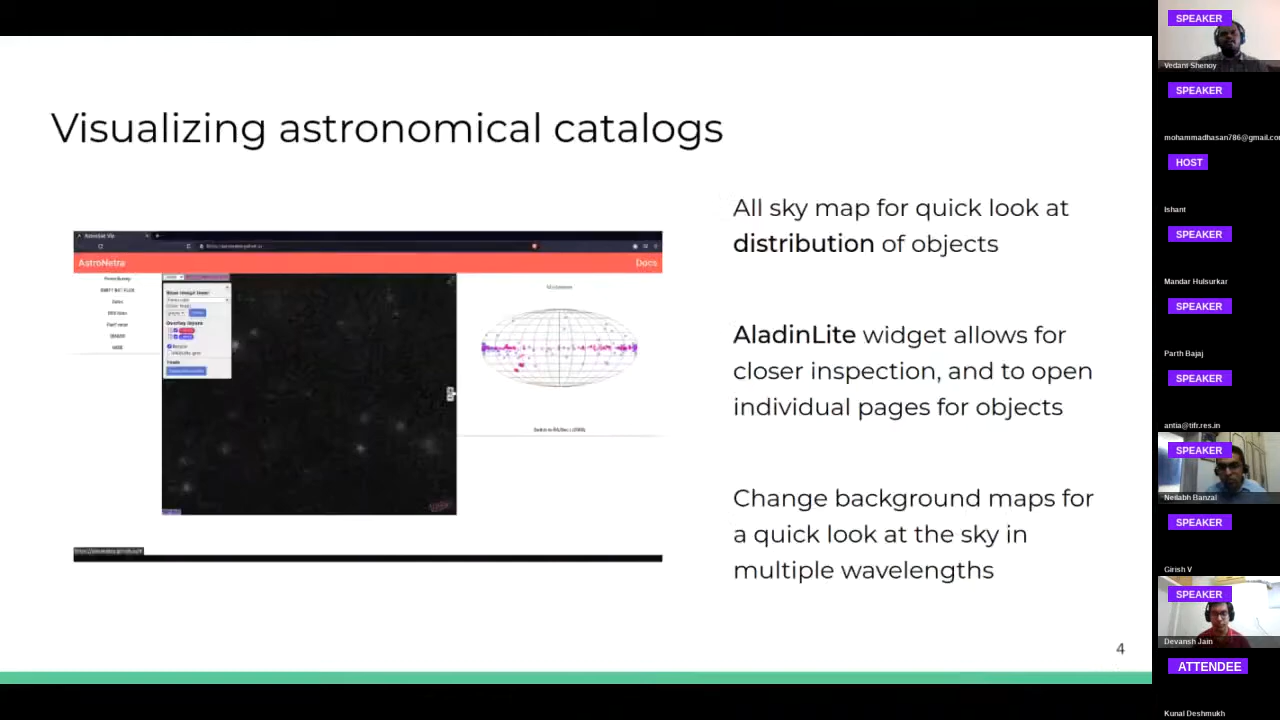 Visualizing astronomical catalogs
All sky map for quick look at
distribution of objects
AladinLite widget allows for
closer inspection, and to open
individual pages for objects
Change background maps for
a quick look at the sky in
multiple wavelengths
4
AstroNetra
Docs
SPEAKER
Vedant Shenoy
SPEAKER
mohammadhasan786@gmail.co
HOST
Ishant
SPEAKER
Mandar Hulsurkar
SPEAKER
Parth Bajaj
SPEAKER
antia@tifr.res.in
SPEAKER
Neilabh Banzal
SPEAKER
Girish V
SPEAKER
Devansh Jain
ATTENDEE
Kunal Deshmukh